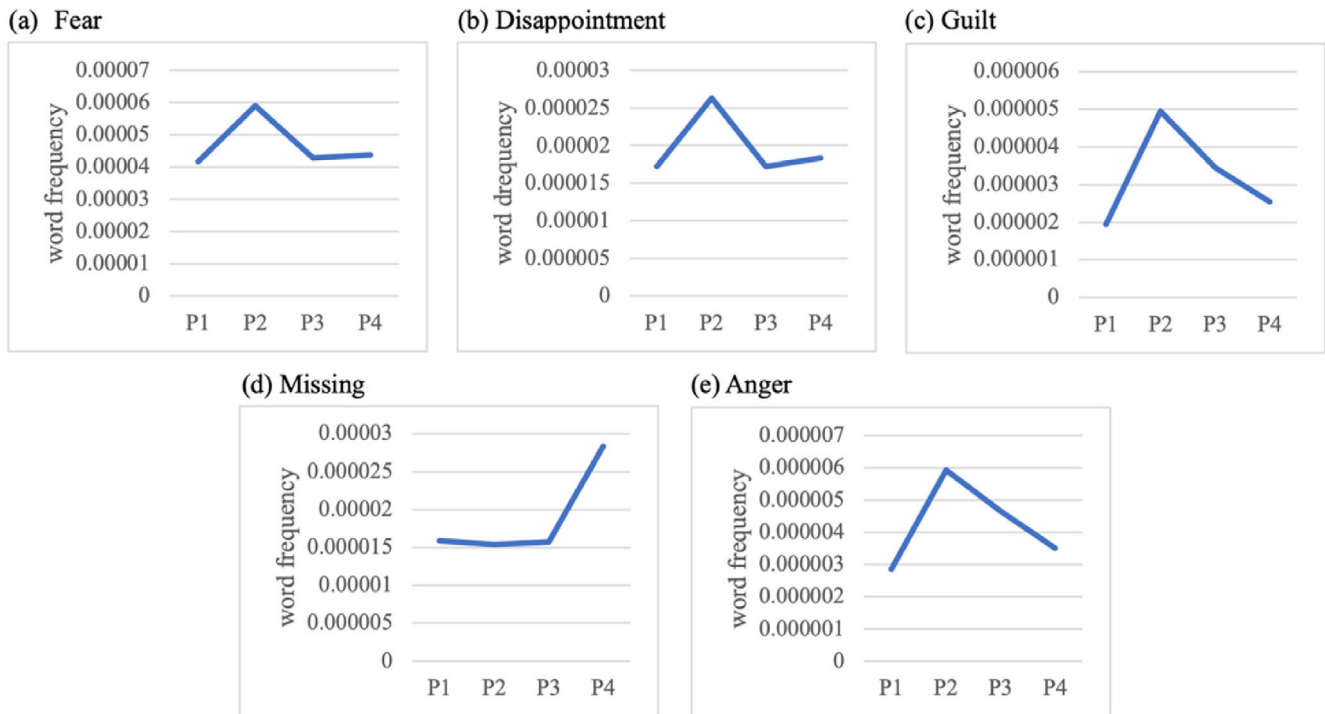 (a) Fear
0.00007
0.00006
0.00005
0.00004
0.00003
0.00002
0.00001
0
word frequency
P1 P2 P3 P4
(b) Disappointment
0.00003
0.000025
0.00002
0.000015
0.00001
0.000005
0
word drequency
P1 P2 P3 P4
(c) Guilt
0.000006
0.000005
0.000004
0.000003
0.000002
0.000001
0
word frequency
P1 P2 P3 P4
(d) Missing
0.00003
0.000025
0.00002
0.000015
0.00001
0.000005
0
word frequency
P1 P2 P3 P4
(e) Anger
0.000007
0.000006
0.000005
0.000004
0.000003
0.000002
0.000001
0
word frequency
P1 P2 P3 P4